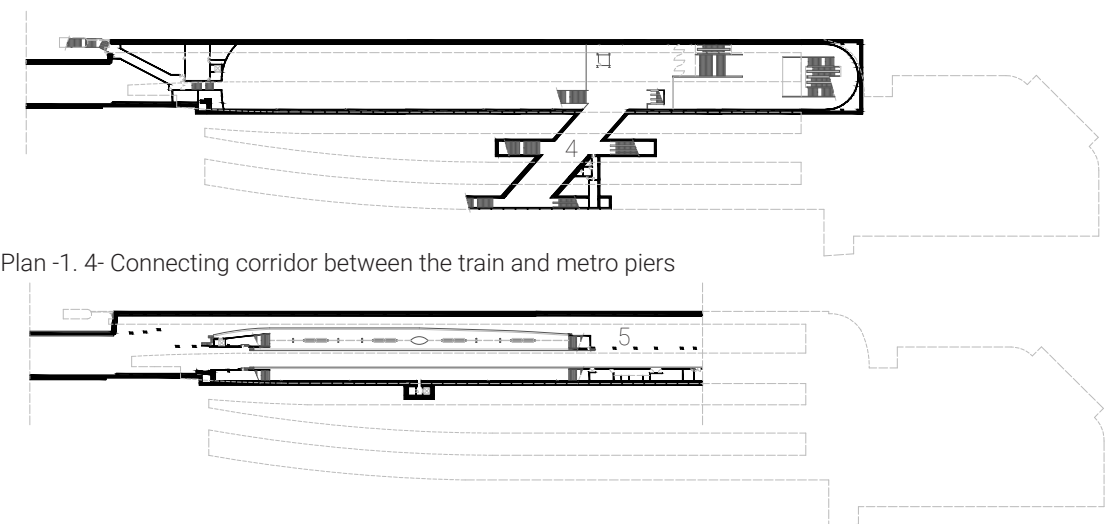 4
Plan -1. 4- Connecting corridor between the train and metro piers
5